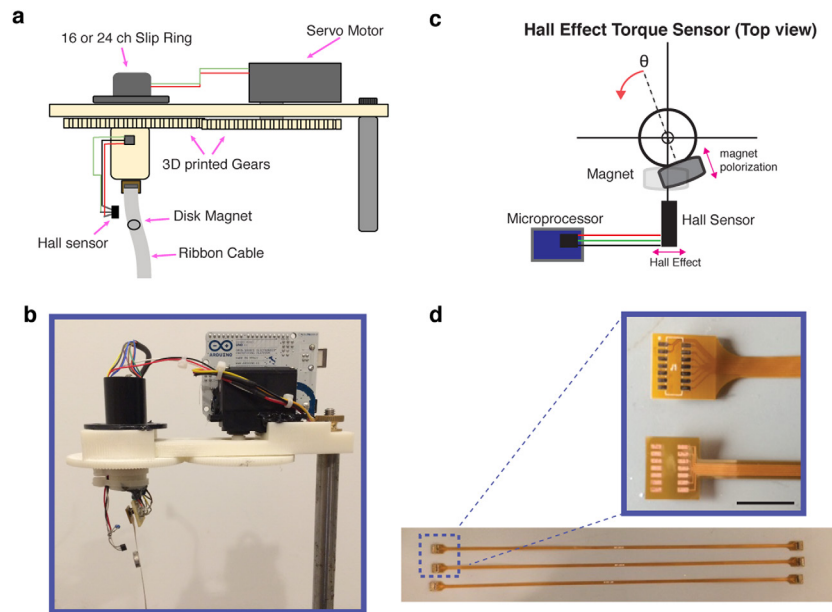 a
16 or 24 ch Slip Ring
Servo Motor
3D printed Gears
Disk Magnet
Hall sensor
Ribbon Cable
b
ARDUINO
c
Hall Effect Torque Sensor (Top view)
θ
Magnet
magnet
polorization
Microprocessor
Hall Sensor
Hall Effect
d